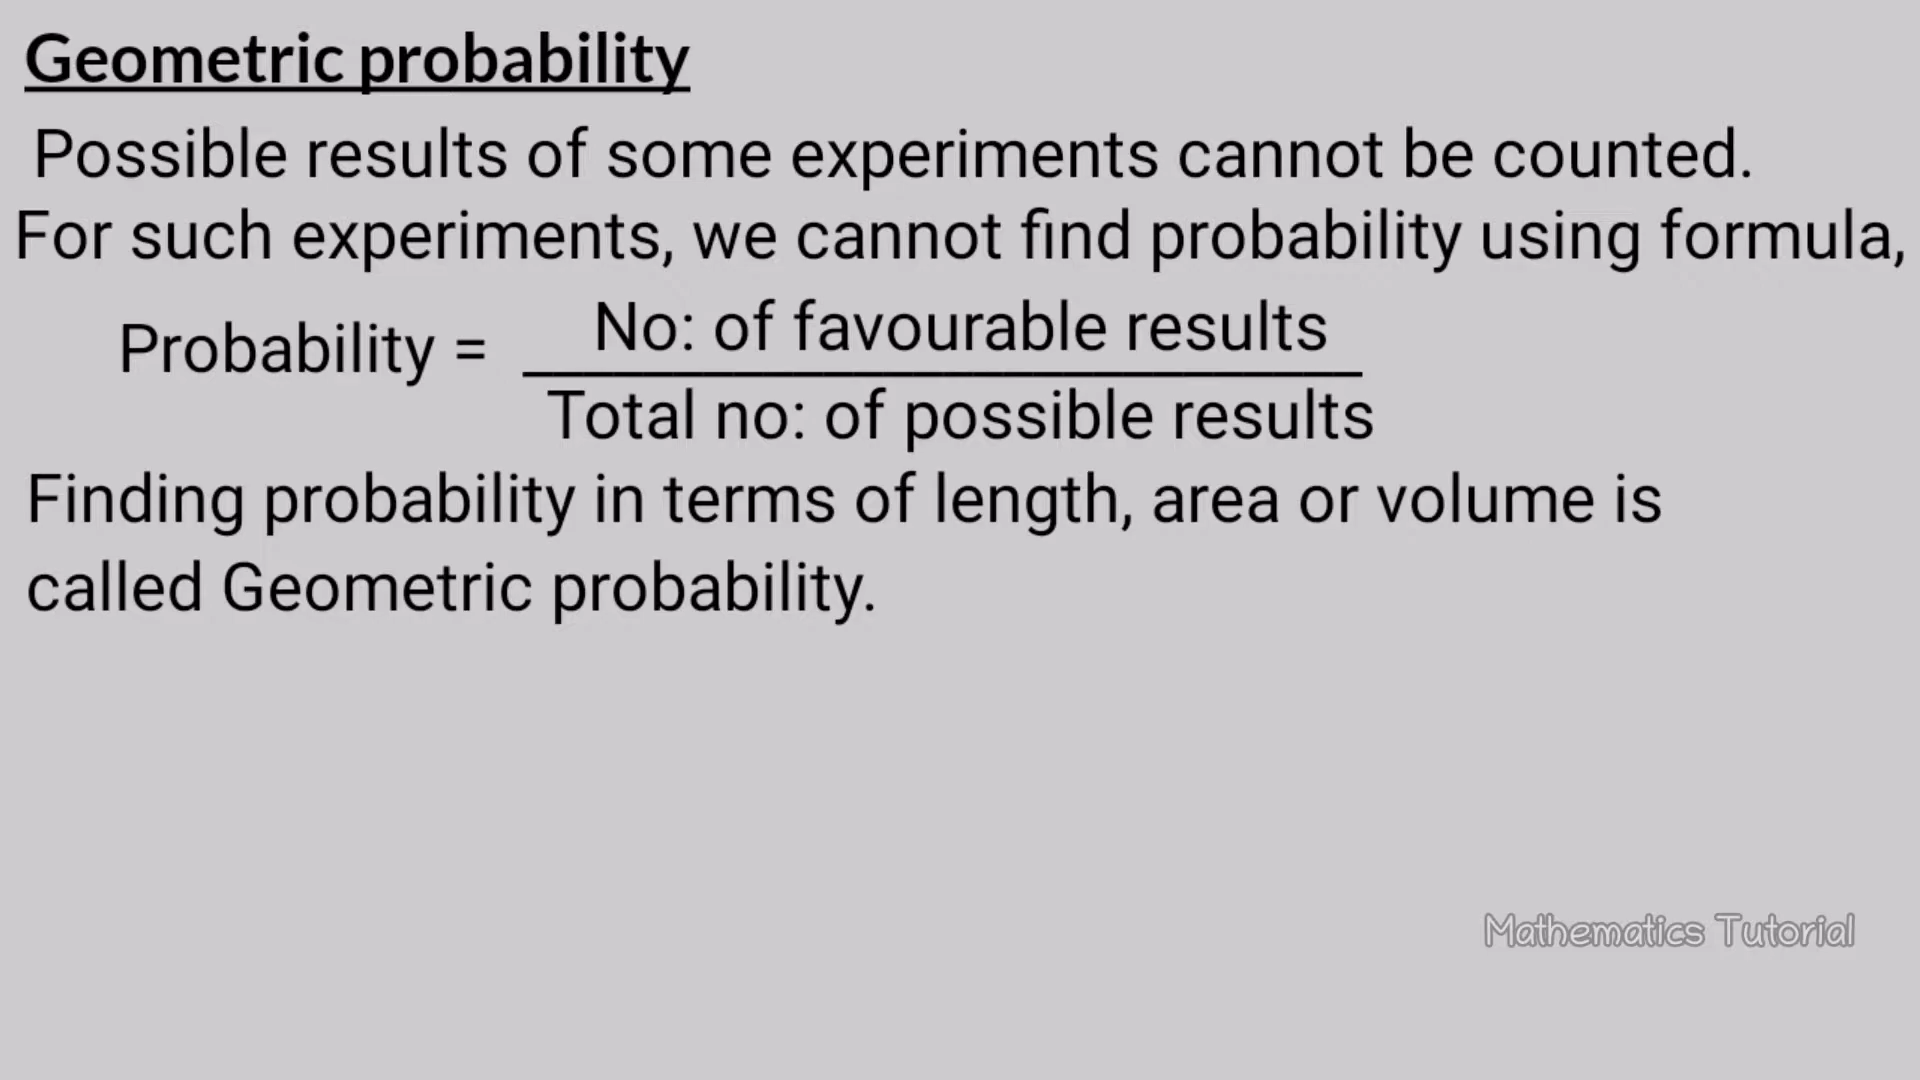 Geometric probability
Possible results of some experiments cannot be counted.
For such experiments, we cannot find probability using formula,
No: of favourable results
Probability =
Total no: of possible results
Finding probability in terms of length, area or volume is
called Geometric probability.
Mathematics Tutorial